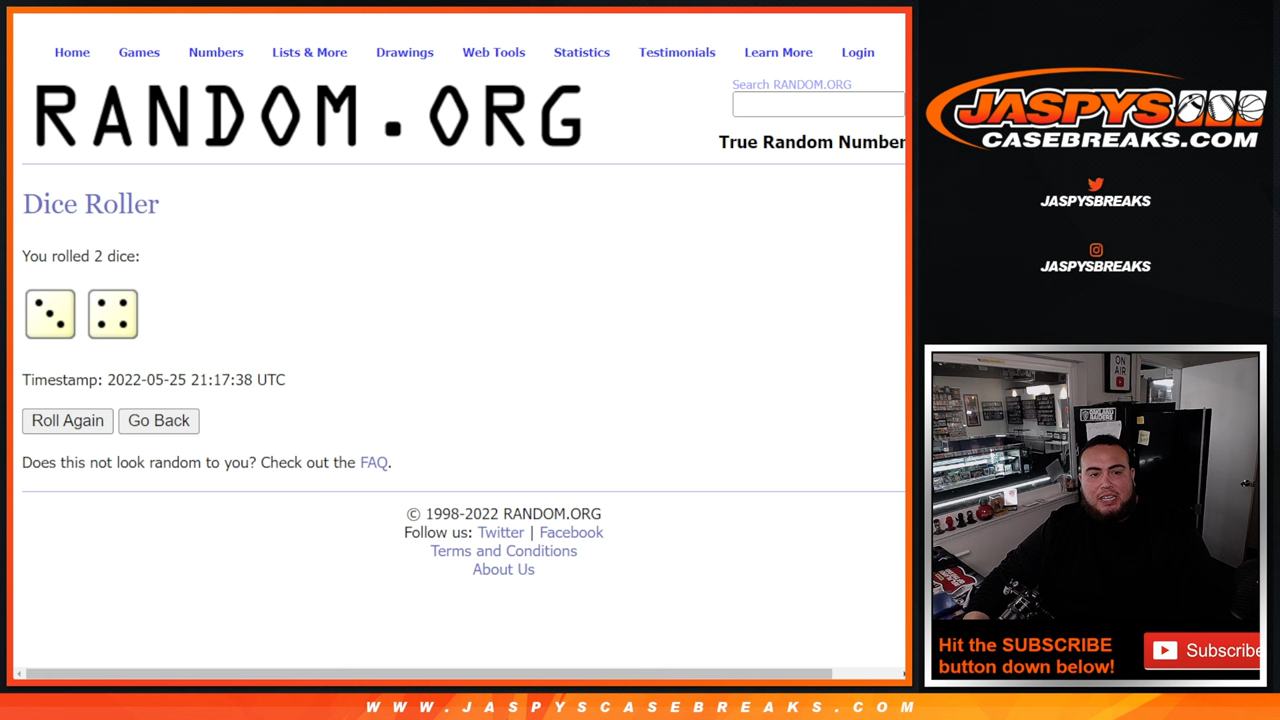 Home Games Numbers Lists & More Drawings Web Tools Statistics Testimonials Learn More Login
RANDOM.ORG
Search RANDOM.ORG
True Random Number
Dice Roller
You rolled 2 dice:
Timestamp: 2022-05-25 21:17:38 UTC
Roll Again Go Back
Does this not look random to you? Check out the FAQ.
© 1998-2022 RANDOM.ORG
Follow us: Twitter | Facebook
Terms and Conditions
About Us
JASPYS
CASEBREAKS.COM
JASPYSBREAKS
JASPYSBREAKS
ON
AIR
Hit the SUBSCRIBE
button down below!
Subscribe
WWW.JASPYSCASEBREAKS.COM